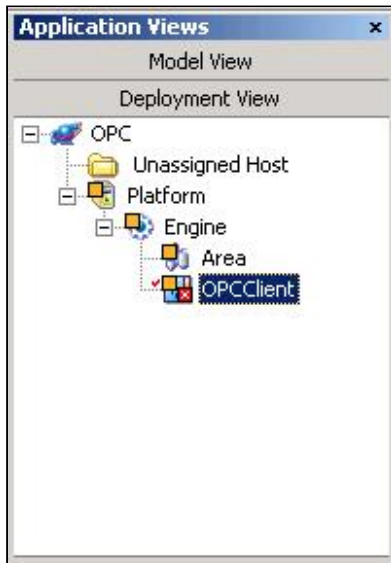 Application Views
Model View
Deployment View
OPC
Unassigned Host
Platform
Engine
Area
OPCClient